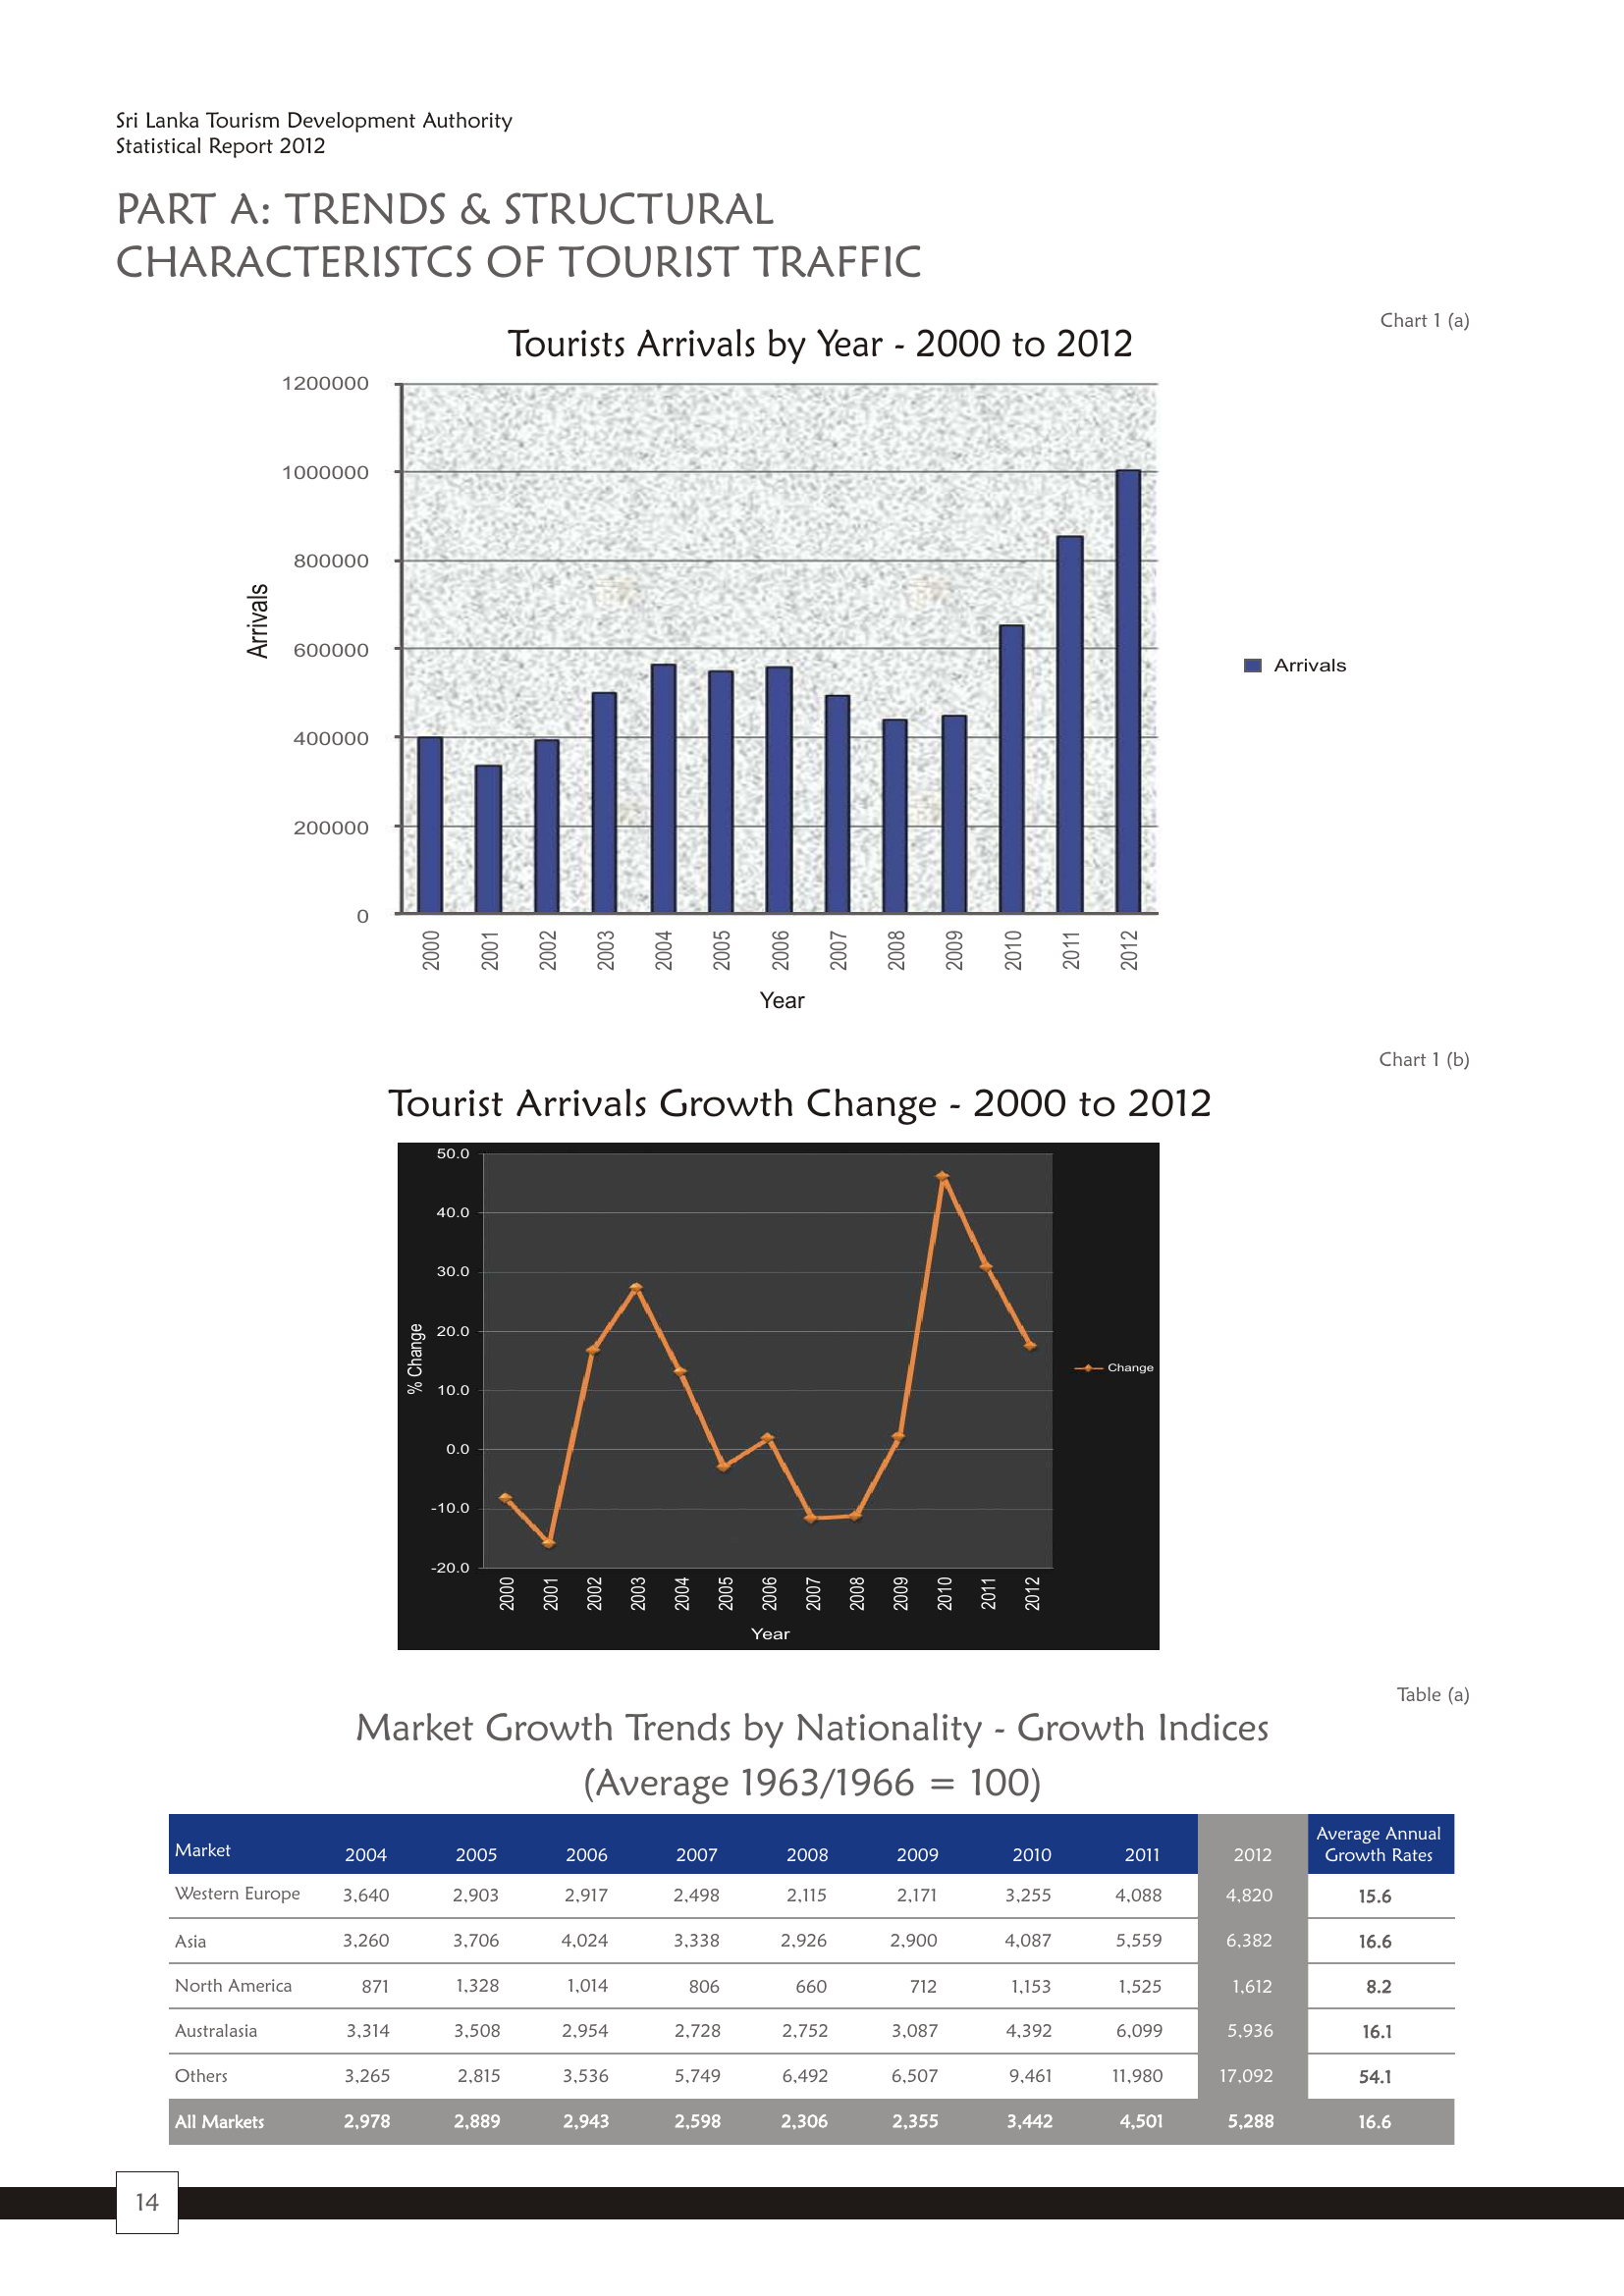 Sri Lanka Tourism Development Authority
Statistical Report 2012
PART A: TRENDS & STRUCTURAL
CHARACTERISTCS OF TOURIST TRAFFIC
Chart 1 (a)
Tourists Arrivals by Year - 2000 to 2012
1200000
1000000
800000
600000
400000
200000
0
Arrivals
Arrivals
2000 2001 2002 2003 2004 2005 2006 2007 2008 2009 2010 2011 2012
Year
Chart 1 (b)
Tourist Arrivals Growth Change - 2000 to 2012
50.0
40.0
30.0
20.0
10.0
0.0
-10.0
-20.0
% Change
Change
2000 2001 2002 2003 2004 2005 2006 2007 2008 2009 2010 2011 2012
Year
Table (a)
Market Growth Trends by Nationality - Growth Indices
(Average 1963/1966 = 100)
Market 2004 2005 2006 2007 2008 2009 2010 2011 2012 Average Annual
Growth Rates
Western Europe 3,640 2,903 2,917 2,498 2,115 2,171 3,255 4,088 4,820 15.6
Asia 3,260 3,706 4,024 3,338 2,926 2,900 4,087 5,559 6,382 16.6
North America 871 1,328 1,014 806 660 712 1,153 1,525 1,612 8.2
Australasia 3,314 3,508 2,954 2,728 2,752 3,087 4,392 6,099 5,936 16.1
Others 3,265 2,815 3,536 5,749 6,492 6,507 9,461 11,980 17,092 54.1
All Markets 2,978 2,889 2,943 2,598 2,306 2,355 3,442 4,501 5,288 16.6
14